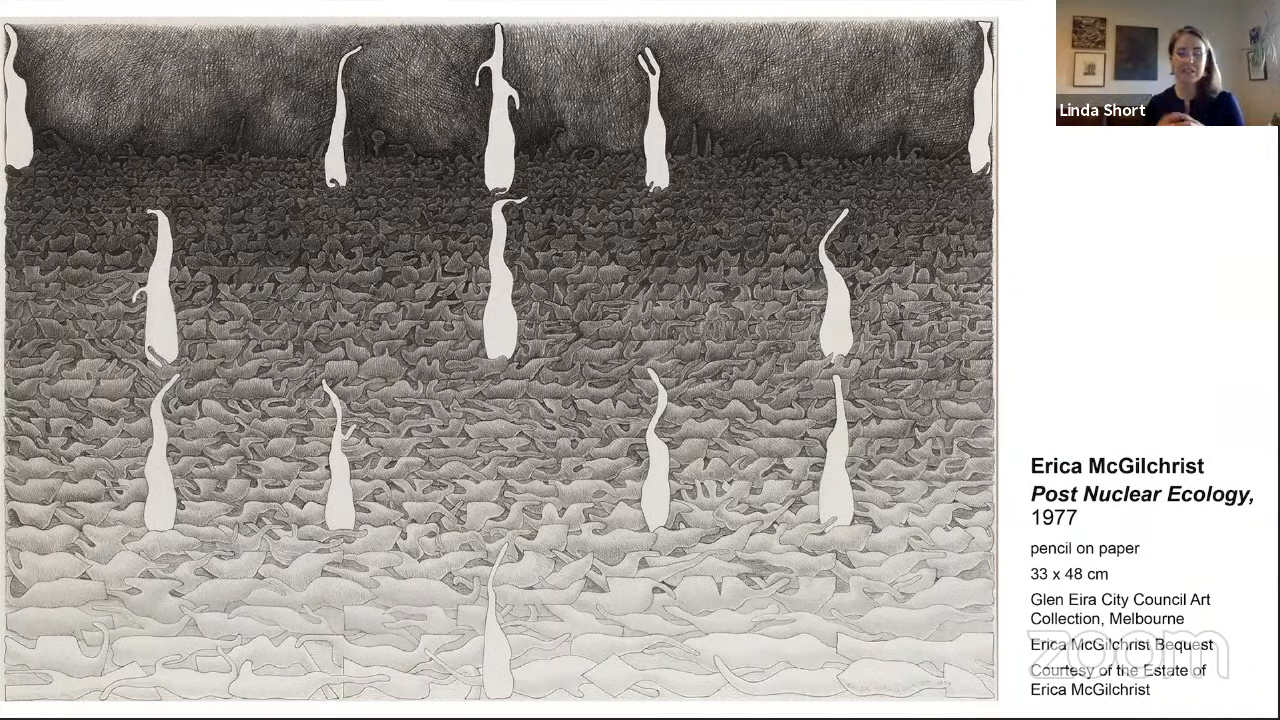 Linda Short
Erica McGilchrist
Post Nuclear Ecology,
1977
pencil on paper
33 x 48 cm
Glen Eira City Council Art
Collection, Melbourne
Erica McGilchrist Bequest
Courtesy of the Estate of
Erica McGilchrist
zoom